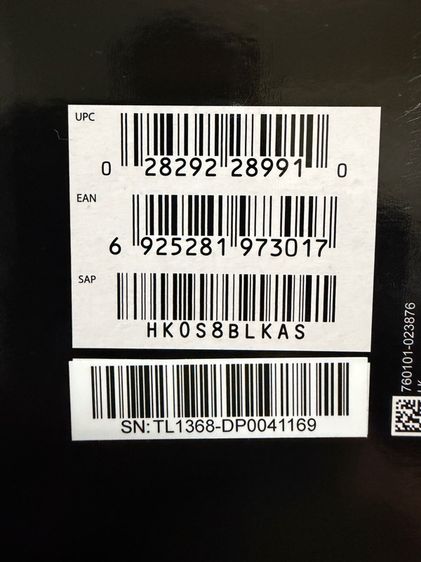 UPC
0 28292 28991 0
EAN
6 925281 973017
SAP
HK0S8BLKAS
SN: TL1368-DP0041169
760101-023876